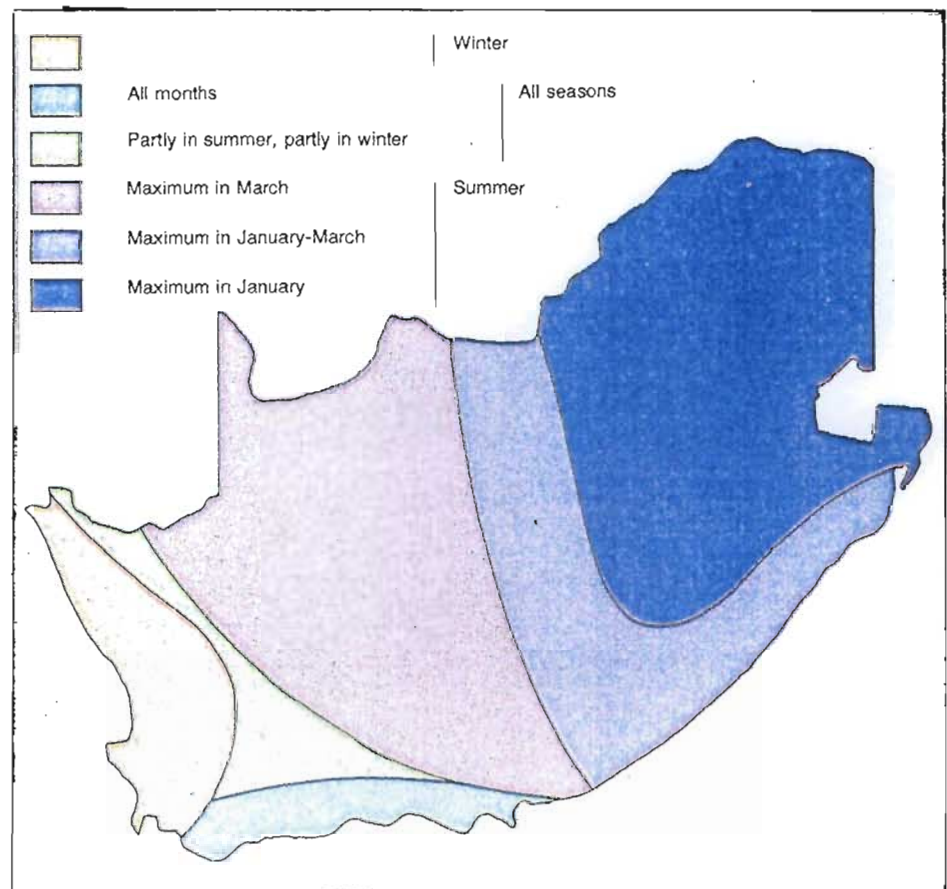 Winter
All months All seasons
Partly in summer, partly in winter
Maximum in March Summer
Maximum in January-March
Maximum in January